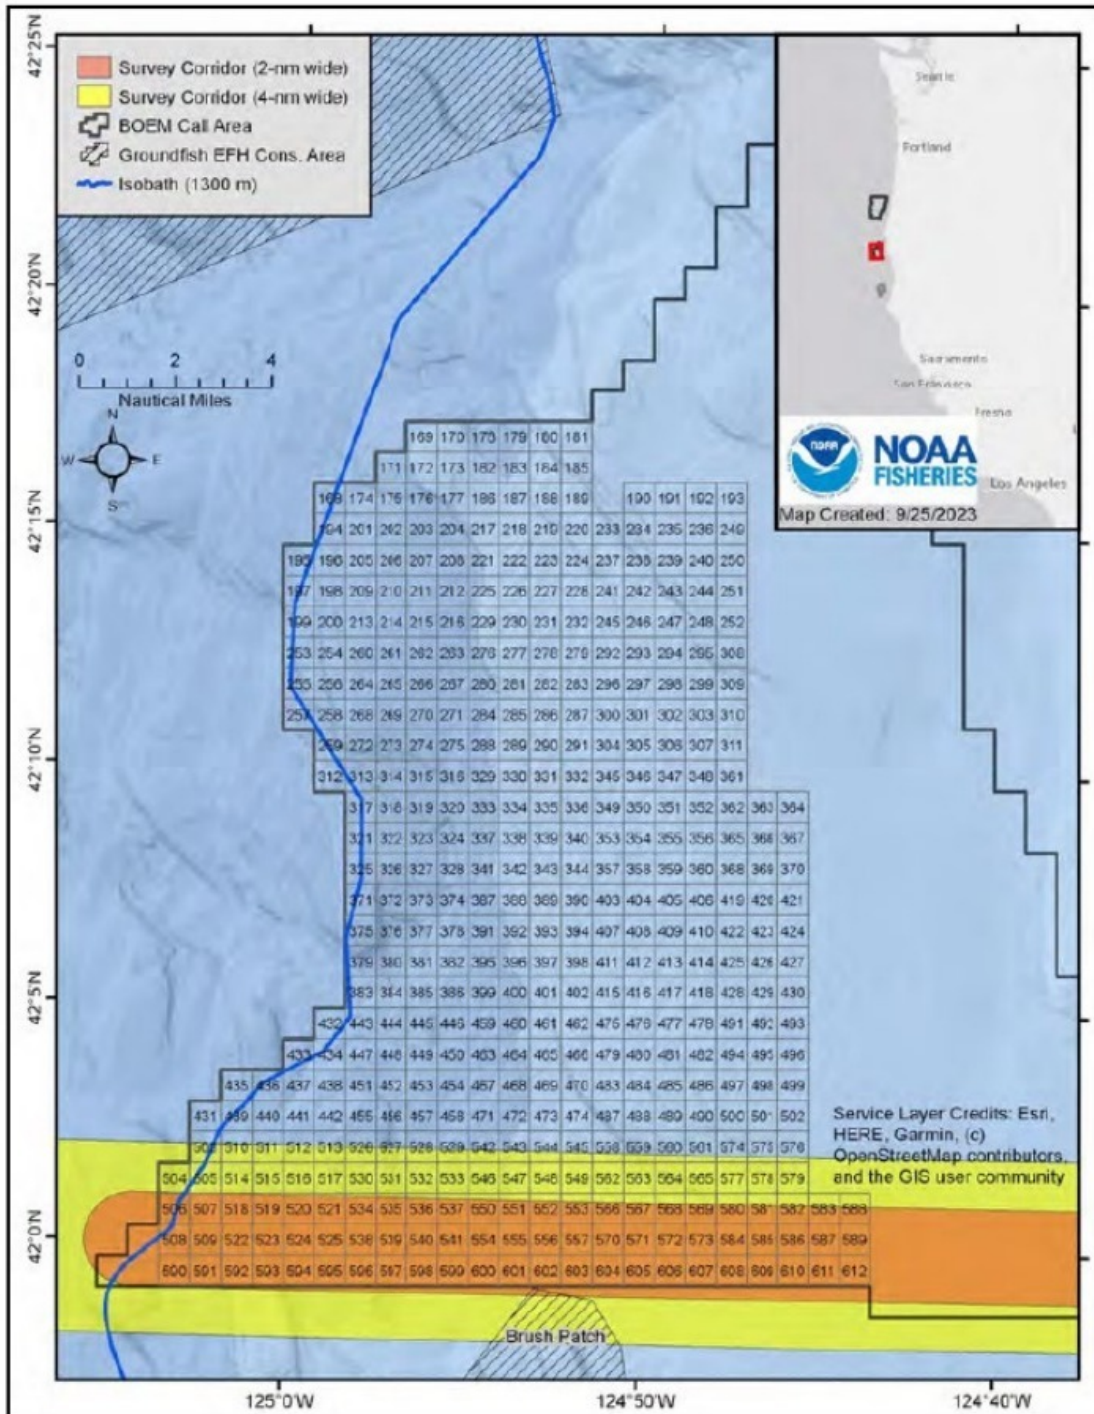 42°25'N
42°20'N
42°15'N
42°10'N
42°5'N
42°0'N
Survey Corridor (2-nm wide)
Survey Corridor (4-nm wide)
BOEM Call Area
Groundfish EFH Cons. Area
Isobath (1300 m)
0 2 4
Nautical Miles
N
W E
S
Seattle
Portland
Sacramento
San Francisco
Fresno
Los Angeles
NOAA
NOAA
FISHERIES
Map Created: 9/25/2023
169 170 178 179 180 181
171 172 173 182 183 184 185
168 174 175 176 177 186 187 188 189 190 191 192 193
194 201 202 203 204 217 218 219 220 233 234 235 236 249
195 196 205 206 207 208 221 222 223 224 237 238 239 240 250
197 198 209 210 211 212 225 226 227 228 241 242 243 244 251
199 200 213 214 215 216 229 230 231 232 245 246 247 248 252
253 254 260 261 262 263 276 277 278 279 292 293 294 295 308
255 256 264 265 266 267 280 281 282 283 296 297 298 299 309
257 258 268 269 270 271 284 285 286 287 300 301 302 303 310
259 272 273 274 275 288 289 290 291 304 305 306 307 311
312 313 314 315 316 329 330 331 332 345 346 347 348 361
317 318 319 320 333 334 335 336 349 350 351 352 362 363 364
321 322 323 324 337 338 339 340 353 354 355 356 365 366 367
325 326 327 328 341 342 343 344 357 358 359 360 368 369 370
371 372 373 374 387 388 389 390 403 404 405 406 419 420 421
375 376 377 378 391 392 393 394 407 408 409 410 422 423 424
379 380 381 382 395 396 397 398 411 412 413 414 425 426 427
383 384 385 386 399 400 401 402 415 416 417 418 428 429 430
432 443 444 445 446 459 460 461 462 475 476 477 478 491 492 493
433 434 447 448 449 450 463 464 465 466 479 480 481 482 494 495 496
435 436 437 438 451 452 453 454 467 468 469 470 483 484 485 486 497 498 499
431 439 440 441 442 455 456 457 458 471 472 473 474 487 488 489 490 500 501 502
503 510 511 512 513 526 527 528 529 542 543 544 545 558 559 560 561 574 575 576
504 505 514 515 516 517 530 531 532 533 546 547 548 549 562 563 564 565 577 578 579
506 507 518 519 520 521 534 535 536 537 550 551 552 553 566 567 568 569 580 581 582 583 588
508 509 522 523 524 525 538 539 540 541 554 555 556 557 570 571 572 573 584 585 586 587 589
590 591 592 593 594 595 596 597 598 599 600 601 602 603 604 605 606 607 608 609 610 611 612
Service Layer Credits: Esri,
HERE, Garmin, (c)
OpenStreetMap contributors,
and the GIS user community
Brush Patch
125°0'W
124°50'W
124°40'W